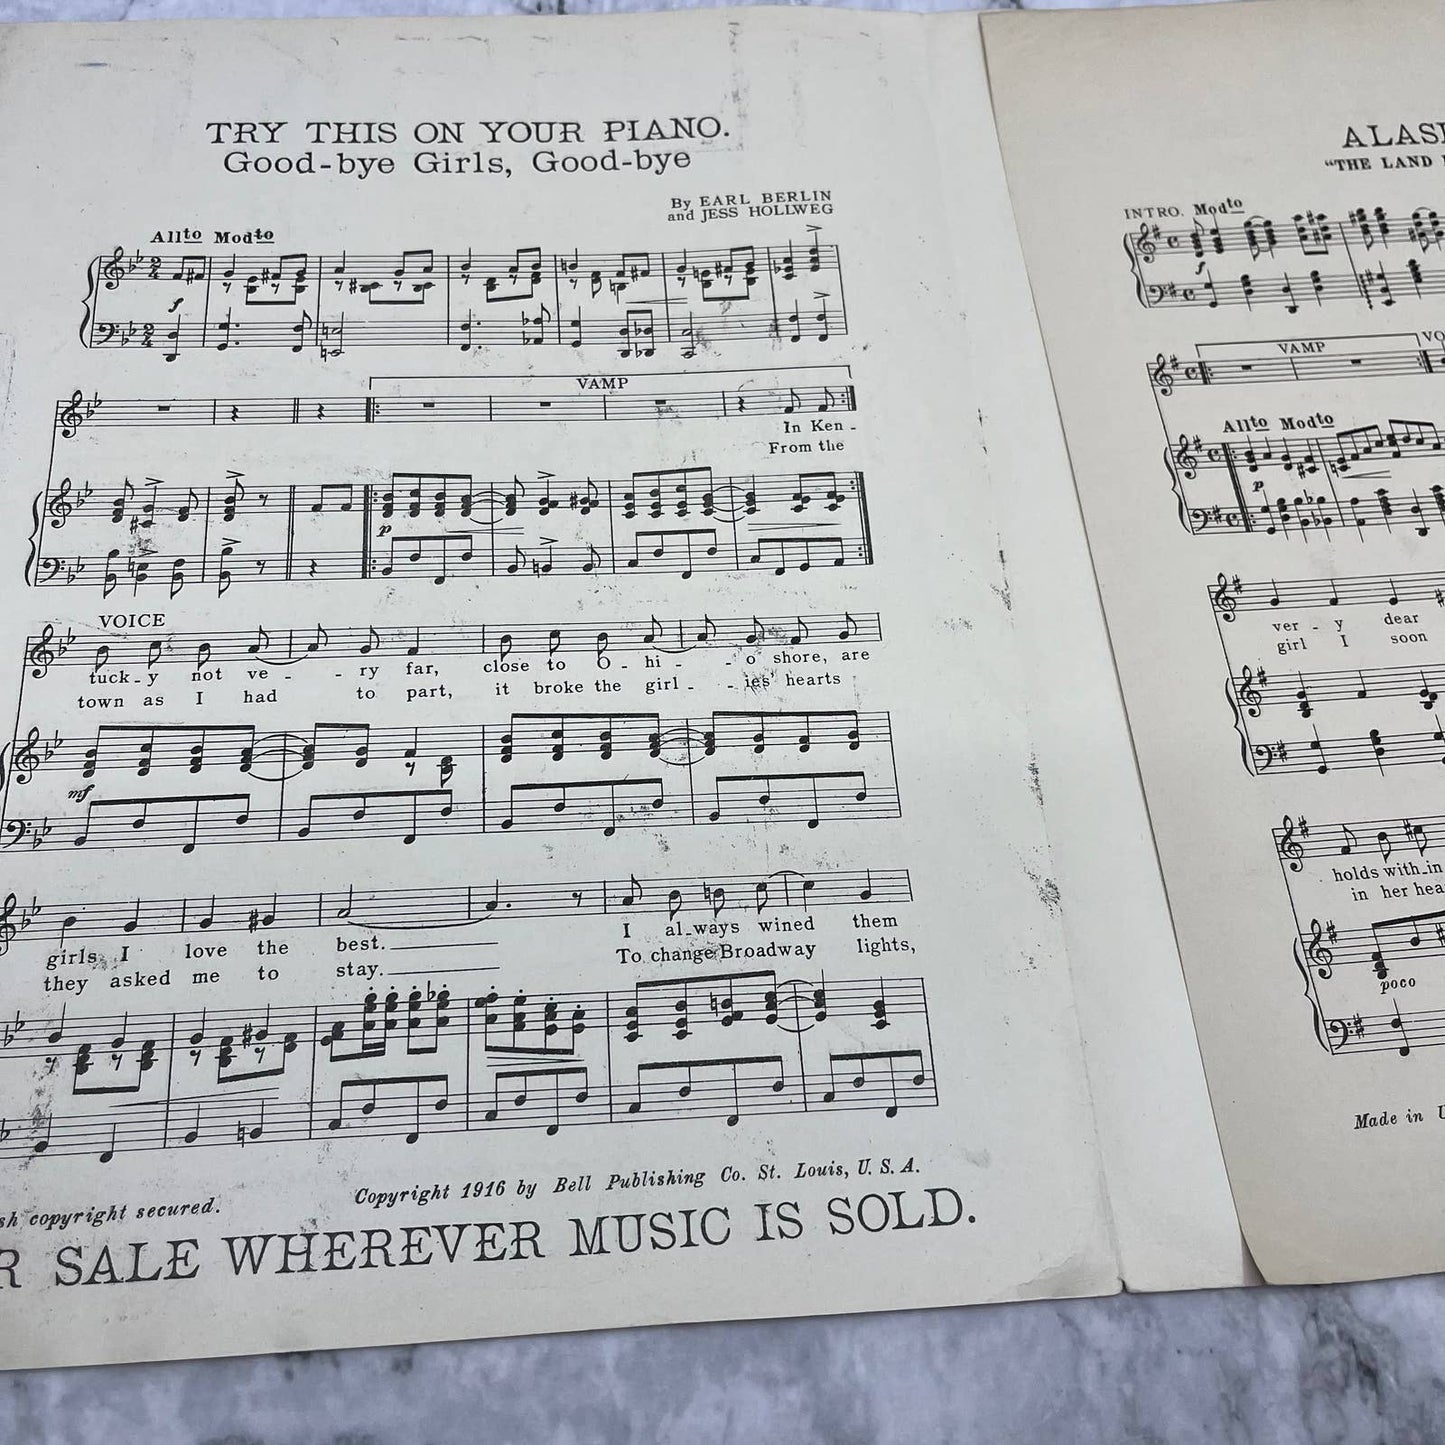 TRY THIS ON YOUR PIANO.
Good-bye Girls, Good-bye
By EARL BERLIN
and JESS HOLLWEG
Allto Modto
f
VAMP
In Ken -
From the
p
VOICE
tuck - y not ve - - ry far, close to O - hi - - o shore, are
town as I had to part, it broke the girl - - ies' hearts
mf
girls I love the best. I al - ways wined them
they asked me to stay. To change Broadway lights,
copyright secured. Copyright 1916 by Bell Publishing Co. St. Louis, U. S. A.
SALE WHEREVER MUSIC IS SOLD.
"THE LAND
INTRO. Modto
f
VAMP
Allto Modto
p
ver - y dear
girl I soon
holds with - in
in her
poco
Made in